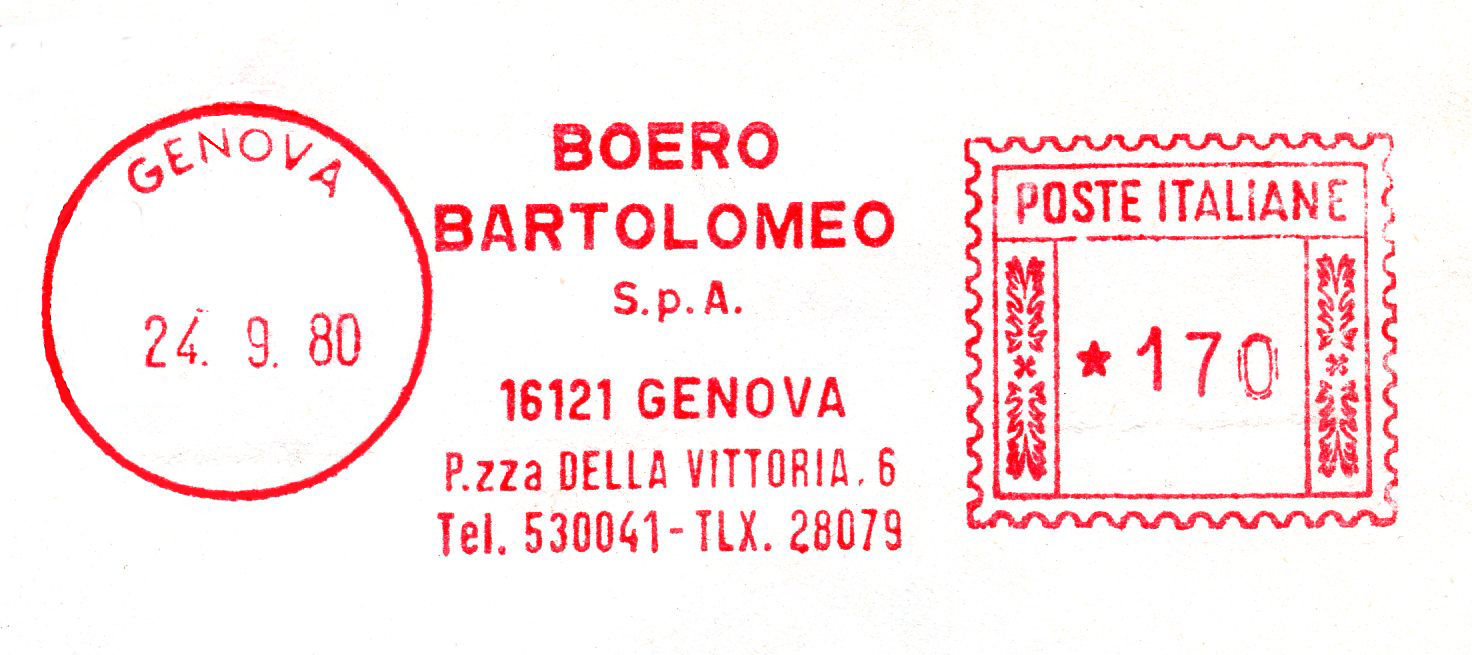 GENOVA
24. 9. 80
BOERO
BARTOLOMEO
S.p.A.
16121 GENOVA
P.zza DELLA VITTORIA, 6
Tel. 530041-TLX. 28079
POSTE ITALIANE
★170